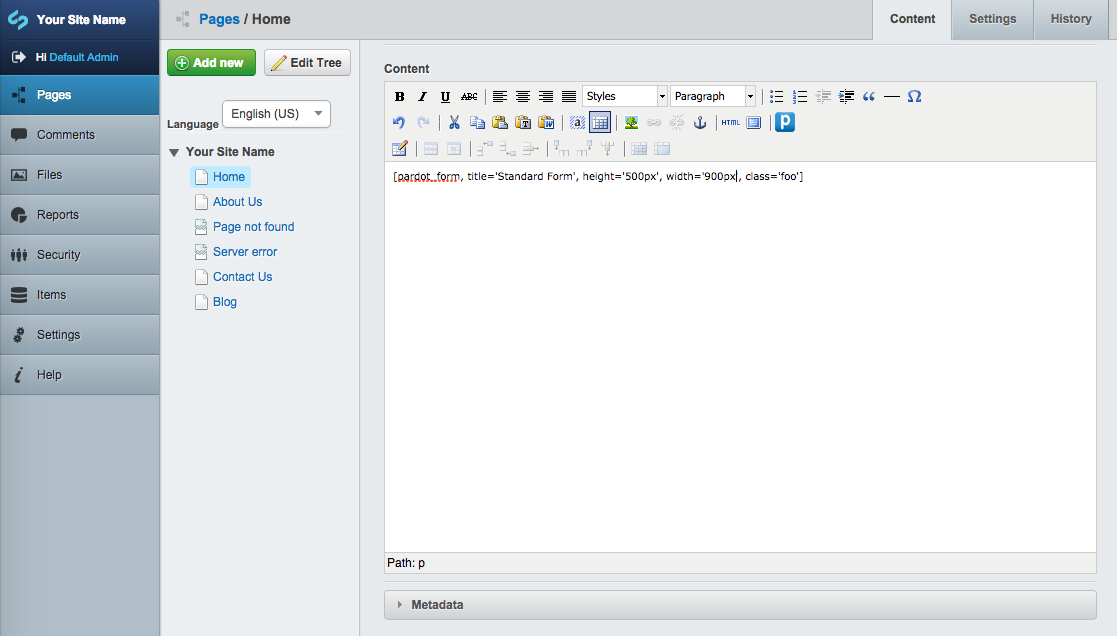 Your Site Name
Hi Default Admin
Pages
Comments
Files
Reports
Security
Items
Settings
Help
Pages / Home
Content
Settings
History
Add new
Edit Tree
Language
English (US)
Your Site Name
Home
About Us
Page not found
Server error
Contact Us
Blog
Content
B I U ABC
Styles
Paragraph
HTML
[pardot_form, title='Standard Form', height='500px', width='900px', class='foo']
Path: p
Metadata